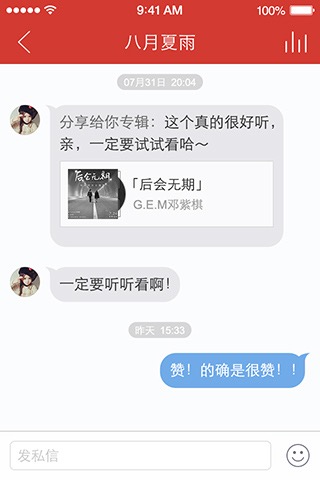 9:41 AM
100%
八月夏雨
07月31日 20:04
分享给你专辑：这个真的很好听，
亲，一定要试试看哈～
后会无期
「后会无期」
G.E.M邓紫棋
一定要听听看啊！
昨天 15:33
赞！的确是很赞！！
发私信